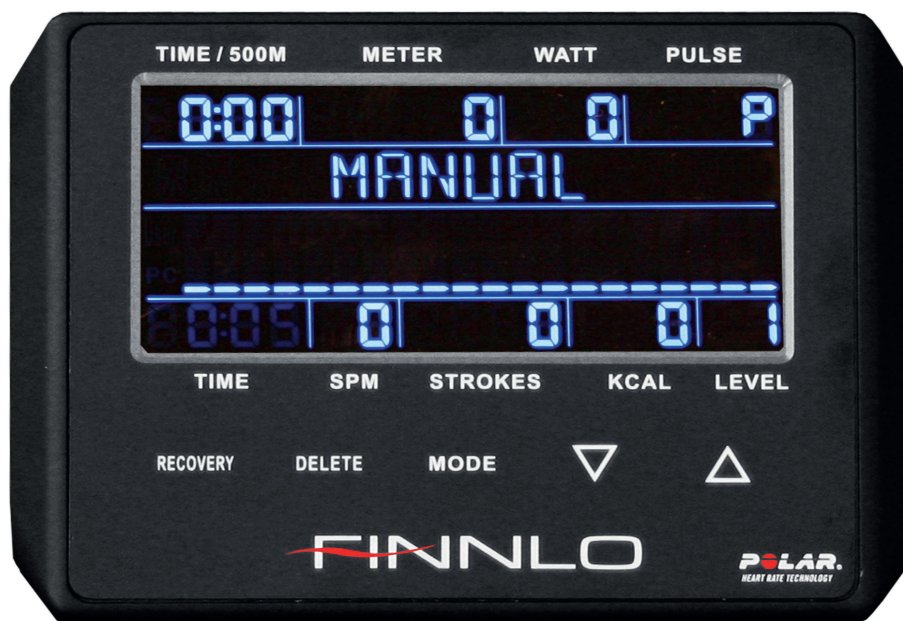 TIME / 500M METER WATT PULSE
0:00 0 0 P
MANUAL
PC
0:05 0 0 0 1
TIME SPM STROKES KCAL LEVEL
RECOVERY DELETE MODE
FINNLO
POLAR.
HEART RATE TECHNOLOGY